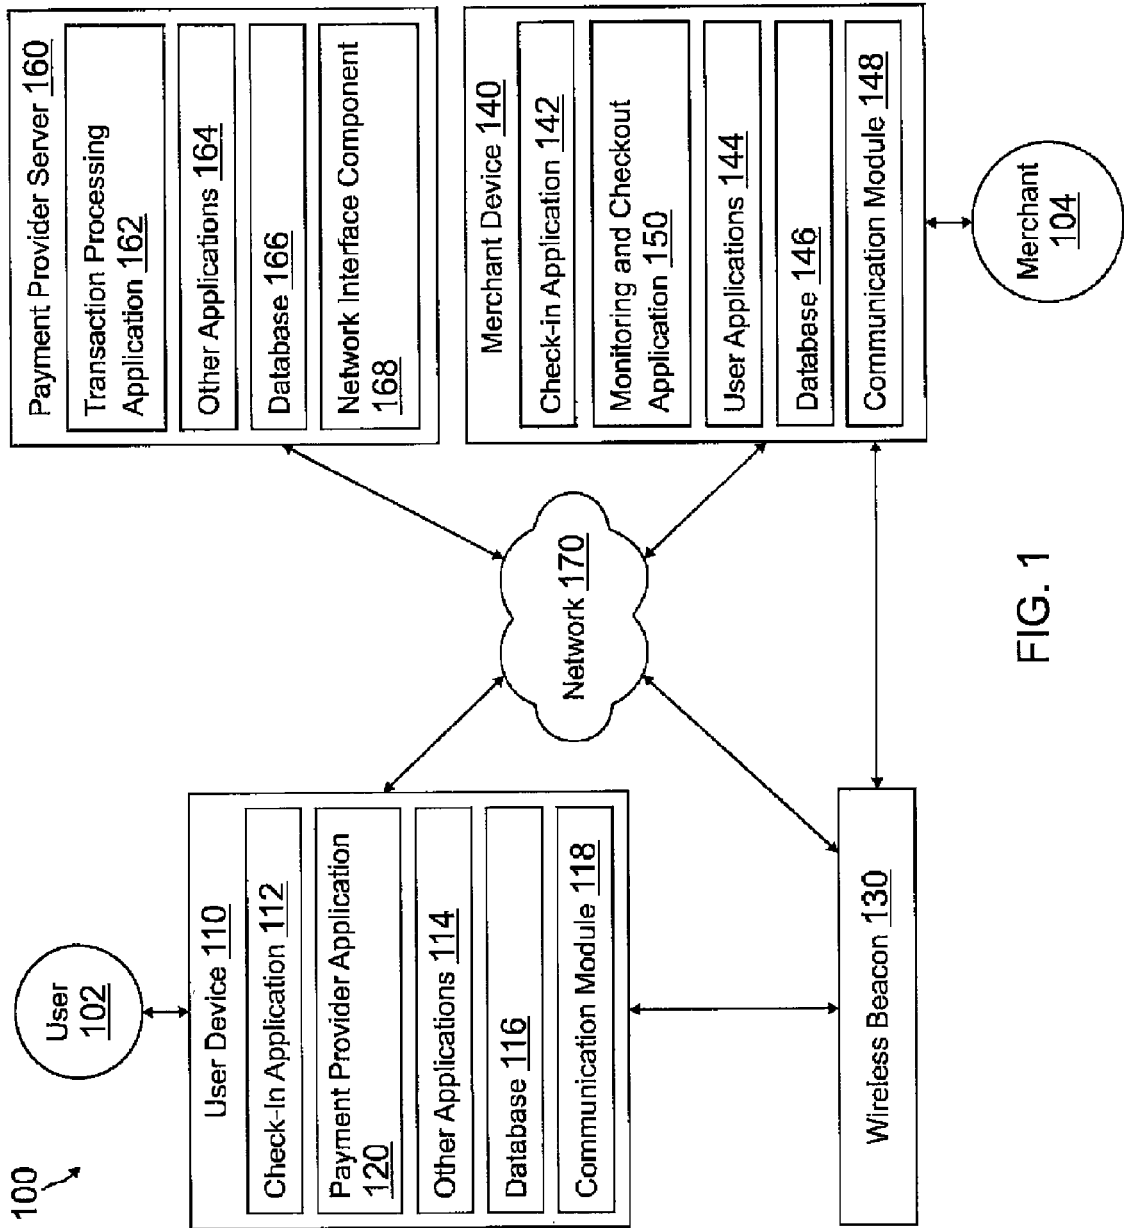 100
User
102
User Device 110
Check-In Application 112
Payment Provider Application
120
Other Applications 114
Database 116
Communication Module 118
Wireless Beacon 130
Network 170
Payment Provider Server 160
Transaction Processing
Application 162
Other Applications 164
Database 166
Network Interface Component
168
Merchant Device 140
Check-in Application 142
Monitoring and Checkout
Application 150
User Applications 144
Database 146
Communication Module 148
Merchant
104
FIG. 1